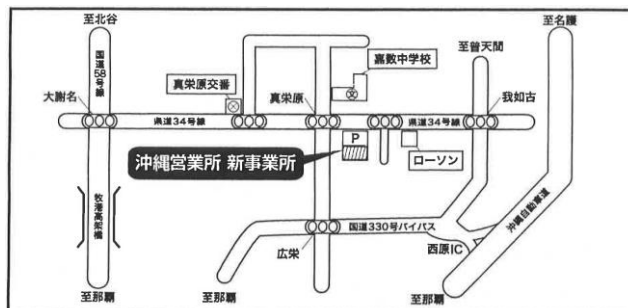 至北谷
至名護
国道58号線
嘉数中学校
至普天間
真栄原交番
大謝名
真栄原
我如古
県道34号線
県道34号線
P
沖縄営業所 新事業所
ローソン
牧港高架橋
沖縄自動車道
国道330号バイパス
広栄
西原IC
至那覇
至那覇
至那覇